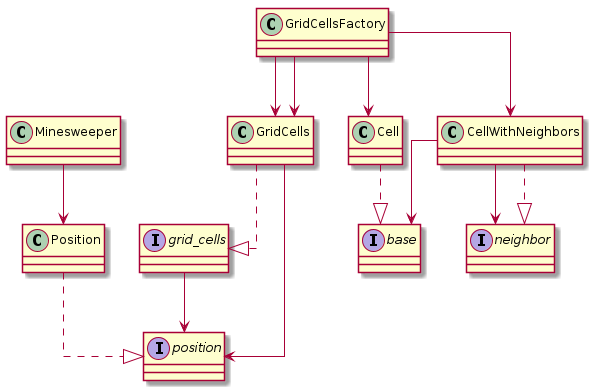 C GridCellsFactory
C Minesweeper
C GridCells
C Cell
C CellWithNeighbors
C Position
I grid_cells
I base
I neighbor
I position